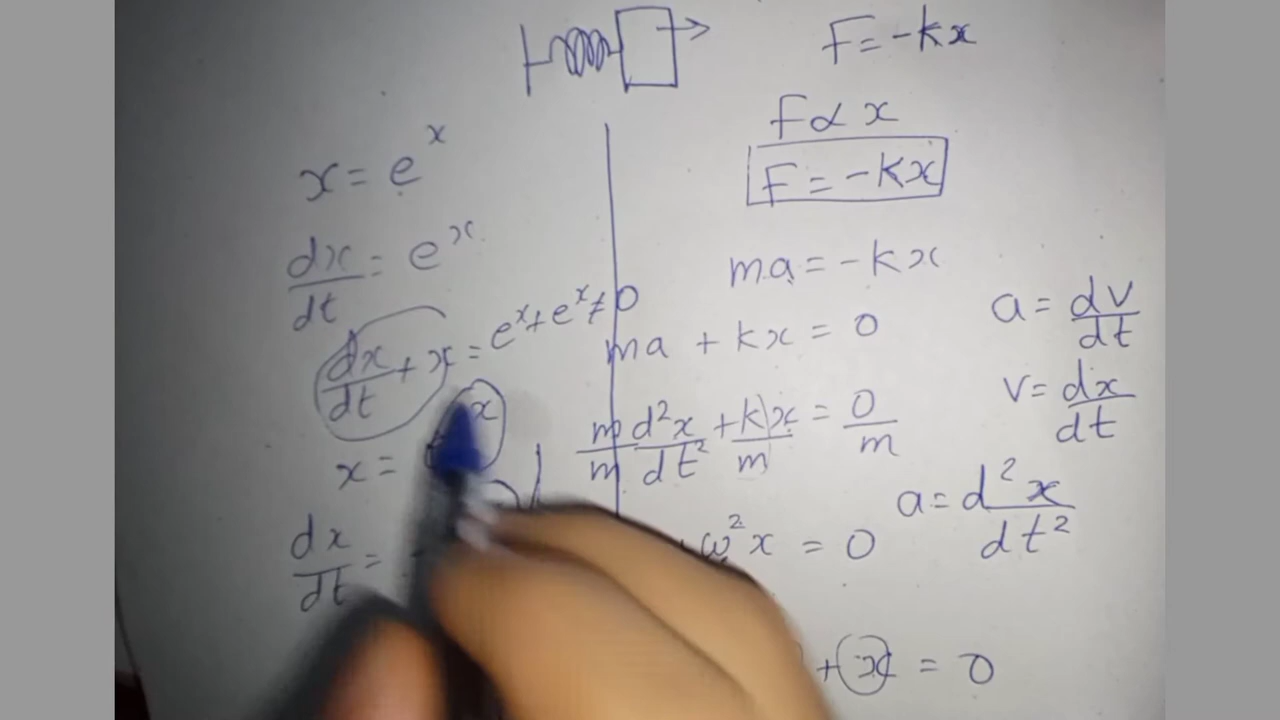 F = -kx
F ∝ x
F = -kx
ma = -kx
ma + kx = 0
m/m d²x/dt² + kx/m = 0/m
ω²x = 0
+ x = 0
a = dv/dt
v = dx/dt
a = d²x/dt²
x = e^x
dx/dt = e^x
dx/dt + x = e^x + e^x ≠ 0
x =
dx/dt =